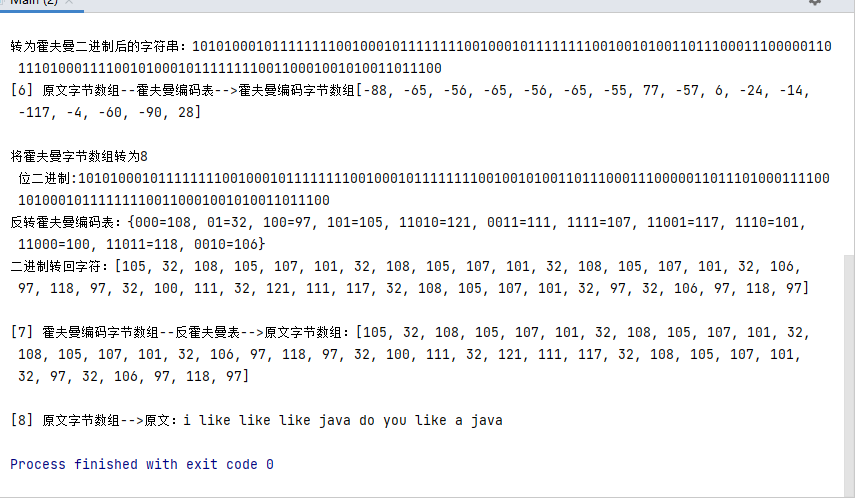 Main (2) ×
转为霍夫曼二进制后的字符串：10101000101111111100100010111111110010001011111111001001010011011100011100000110
11101000111100101000101111111100110001001010011011100
[6] 原文字节数组--霍夫曼编码表-->霍夫曼编码字节数组[-88, -65, -56, -65, -56, -65, -55, 77, -57, 6, -24, -14,
-117, -4, -60, -90, 28]
将霍夫曼字节数组转为8
位二进制:1010100010111111110010001011111111001000101111111100100101001101110001110000011011101000111100
101000101111111100110001001010011011100
反转霍夫曼编码表：{000=108, 01=32, 100=97, 101=105, 11010=121, 0011=111, 1111=107, 11001=117, 1110=101,
11000=100, 11011=118, 0010=106}
二进制转回字符：[105, 32, 108, 105, 107, 101, 32, 108, 105, 107, 101, 32, 108, 105, 107, 101, 32, 106,
97, 118, 97, 32, 100, 111, 32, 121, 111, 117, 32, 108, 105, 107, 101, 32, 97, 32, 106, 97, 118, 97]
[7] 霍夫曼编码字节数组--反霍夫曼表-->原文字节数组：[105, 32, 108, 105, 107, 101, 32, 108, 105, 107, 101, 32,
108, 105, 107, 101, 32, 106, 97, 118, 97, 32, 100, 111, 32, 121, 111, 117, 32, 108, 105, 107, 101,
32, 97, 32, 106, 97, 118, 97]
[8] 原文字节数组-->原文：i like like like java do you like a java
Process finished with exit code 0